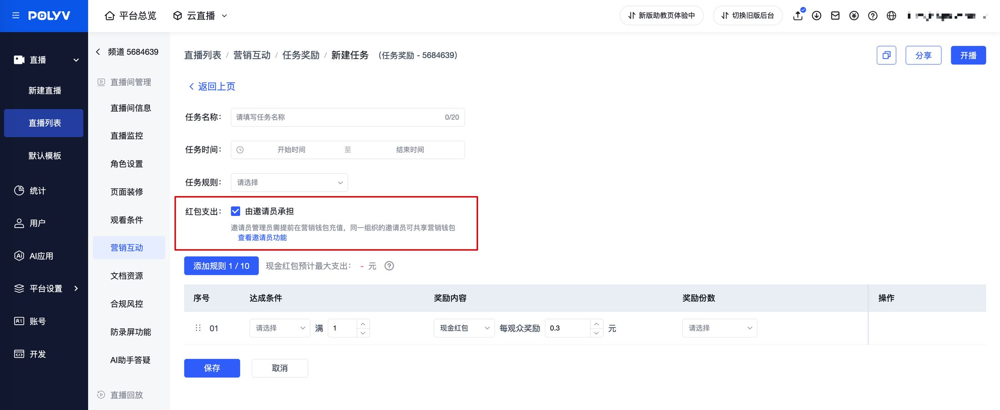 POLYV
平台总览
云直播
新版助教页体验中
切换旧版后台
直播
新建直播
直播列表
默认模板
统计
用户
AI应用
平台设置
账号
开发
频道 5684639
直播间管理
直播间信息
直播监控
角色设置
页面装修
观看条件
营销互动
文档资源
合规风控
防录屏功能
AI助手答疑
直播回放
直播列表 / 营销互动 / 任务奖励 / 新建任务 (任务奖励 - 5684639)
分享
开播
返回上页
任务名称： 请填写任务名称 0/20
任务时间： 开始时间 至 结束时间
任务规则： 请选择
红包支出： 由邀请员承担
邀请员管理员需提前在营销钱包充值，同一组织的邀请员可共享营销钱包
查看邀请员功能
添加规则 1 / 10 现金红包预计最大支出： - 元
序号 达成条件 奖励内容 奖励份数 操作
01 请选择 满 1 现金红包 每观众奖励 0.3 元 请选择
保存 取消